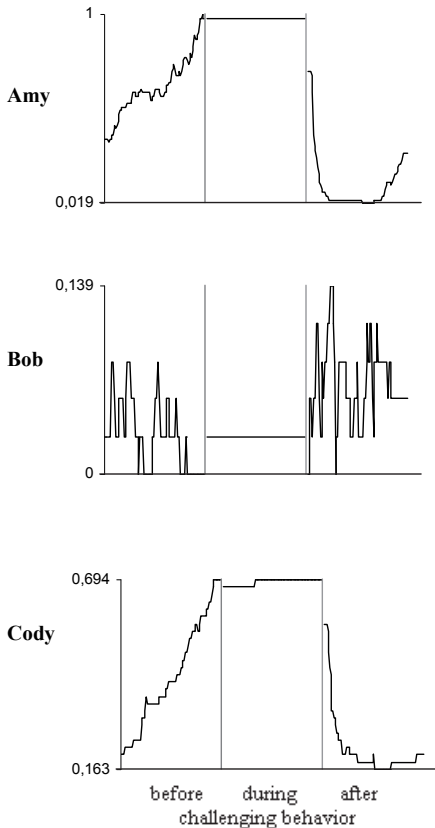 1
Amy
0,019
0,139
Bob
0
0,694
Cody
0,163
before during after
challenging behavior